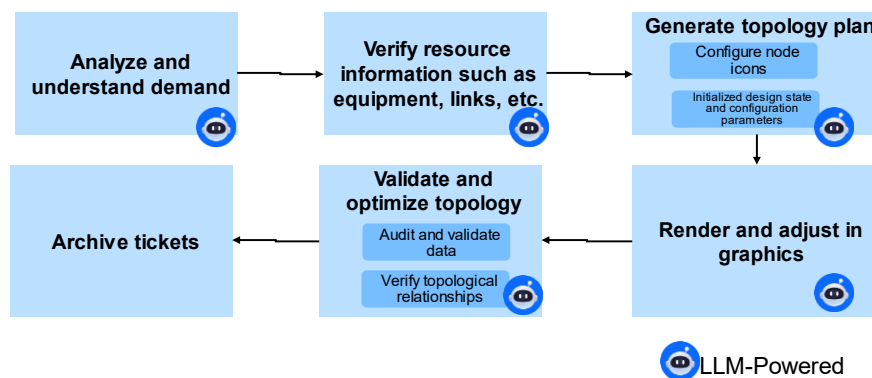 Analyze and
understand demand
Verify resource
information such as
equipment, links, etc.
Generate topology plan
Configure node
icons
Initialized design state
and configuration
parameters
Render and adjust in
graphics
Validate and
optimize topology
Audit and validate
data
Verify topological
relationships
Archive tickets
LLM-Powered